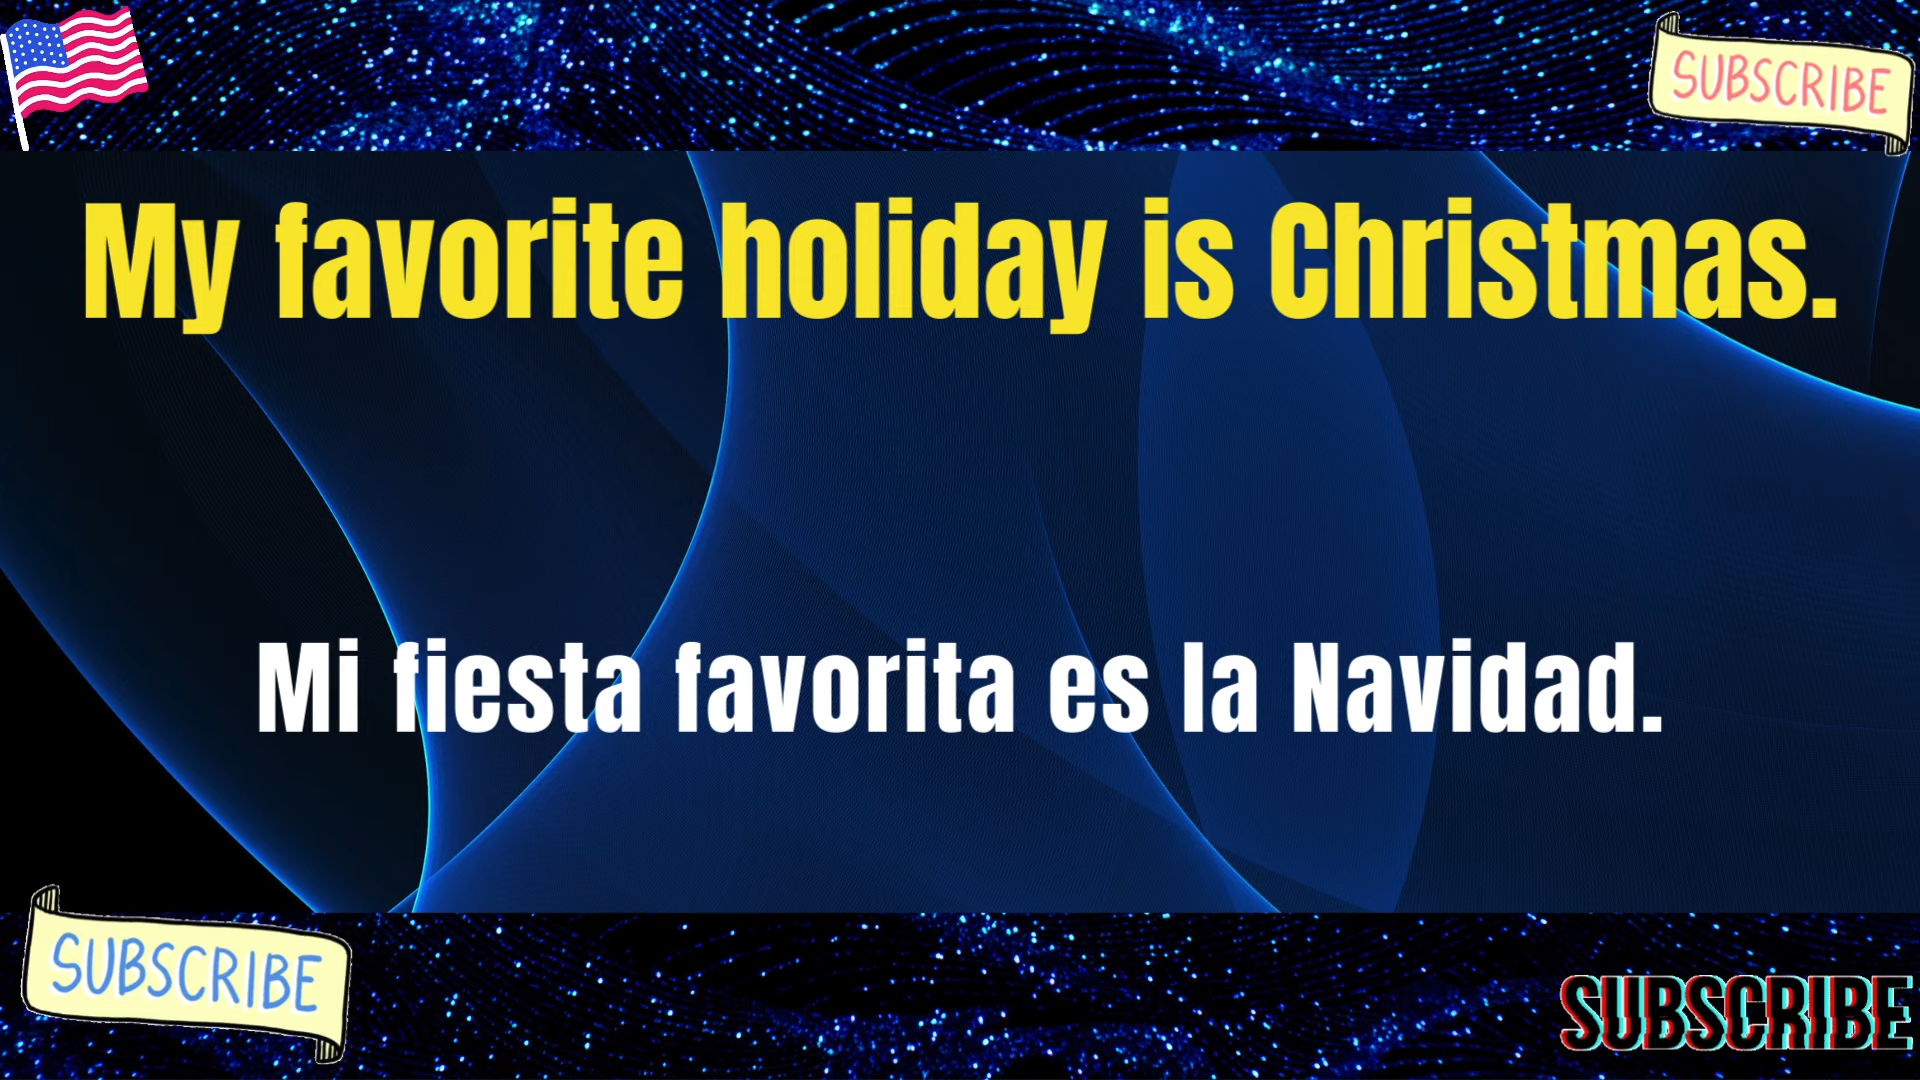 SUBSCRIBE
My favorite holiday is Christmas.
Mi fiesta favorita es la Navidad.
SUBSCRIBE
SUBSCRIBE